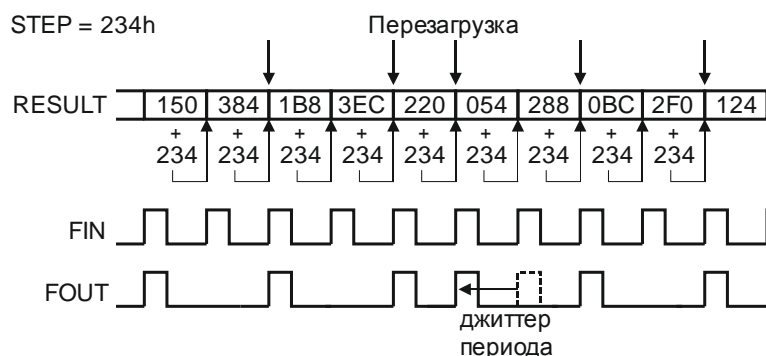 STEP = 234h
Перезагрузка
RESULT 150 384 1B8 3EC 220 054 288 0BC 2F0 124
+ + + + + + + + +
234 234 234 234 234 234 234 234 234
FIN
FOUT
джиттер
периода